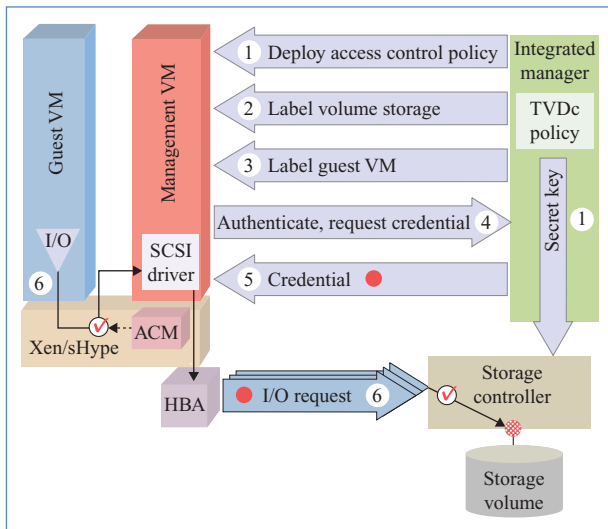 Guest VM
Management VM
1 Deploy access control policy
Integrated
manager
TVDc
policy
2 Label volume storage
3 Label guest VM
Authenticate, request credential 4
Secret key
1
5 Credential
I/O
6
SCSI
driver
ACM
Xen/sHype
HBA
I/O request 6
Storage
controller
Storage
volume